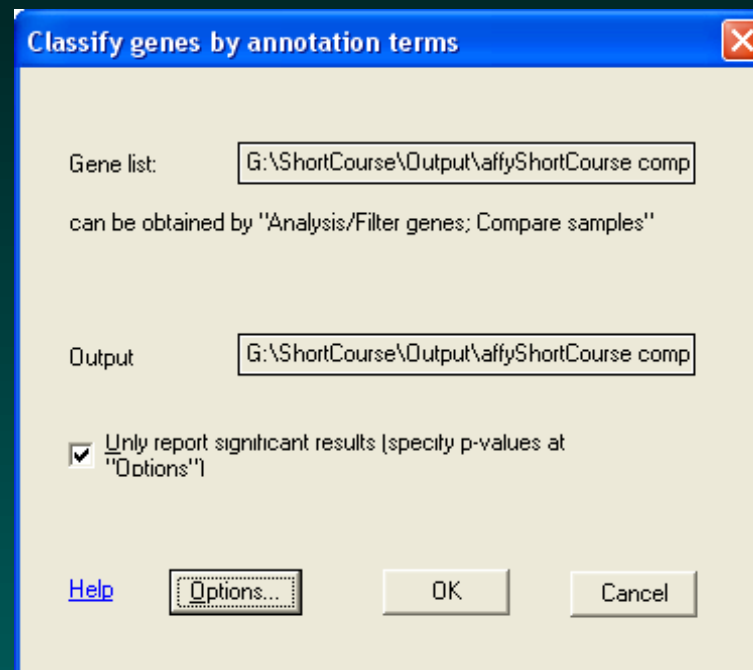 Classify genes by annotation terms
Gene list: G:\ShortCourse\Output\affyShortCourse comp
can be obtained by "Analysis/Filter genes; Compare samples"
Output G:\ShortCourse\Output\affyShortCourse comp
Only report significant results (specify p-values at
"Options")
Help Options... OK Cancel